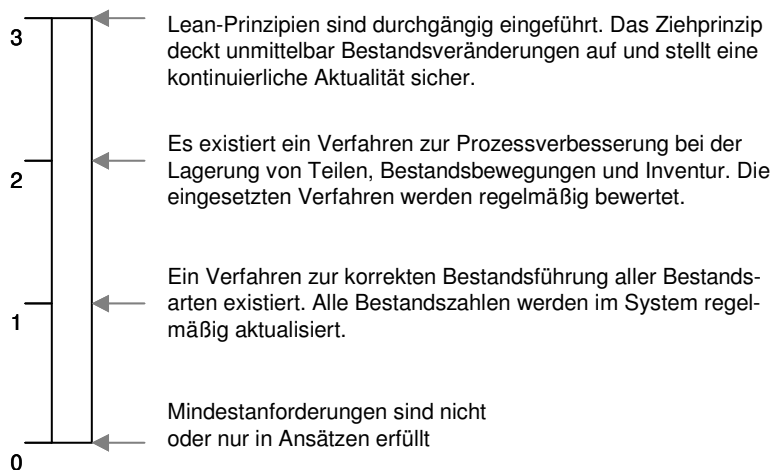 3
Lean-Prinzipien sind durchgängig eingeführt. Das Ziehprinzip
deckt unmittelbar Bestandsveränderungen auf und stellt eine
kontinuierliche Aktualität sicher.
2
Es existiert ein Verfahren zur Prozessverbesserung bei der
Lagerung von Teilen, Bestandsbewegungen und Inventur. Die
eingesetzten Verfahren werden regelmäßig bewertet.
1
Ein Verfahren zur korrekten Bestandsführung aller Bestands-
arten existiert. Alle Bestandszahlen werden im System regel-
mäßig aktualisiert.
0
Mindestanforderungen sind nicht
oder nur in Ansätzen erfüllt